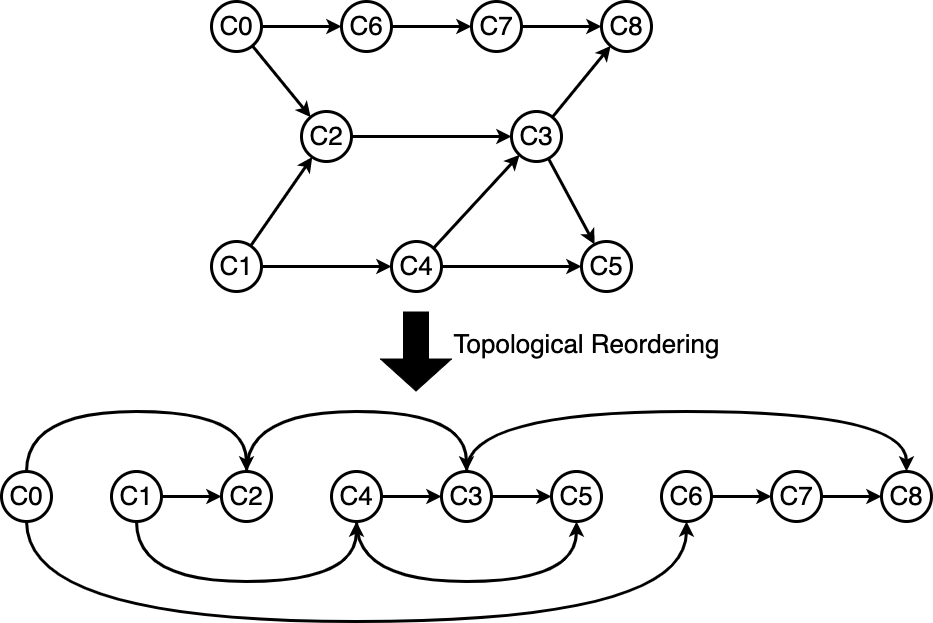 C0 C6 C7 C8
C2 C3
C1 C4 C5
Topological Reordering
C0 C1 C2 C4 C3 C5 C6 C7 C8